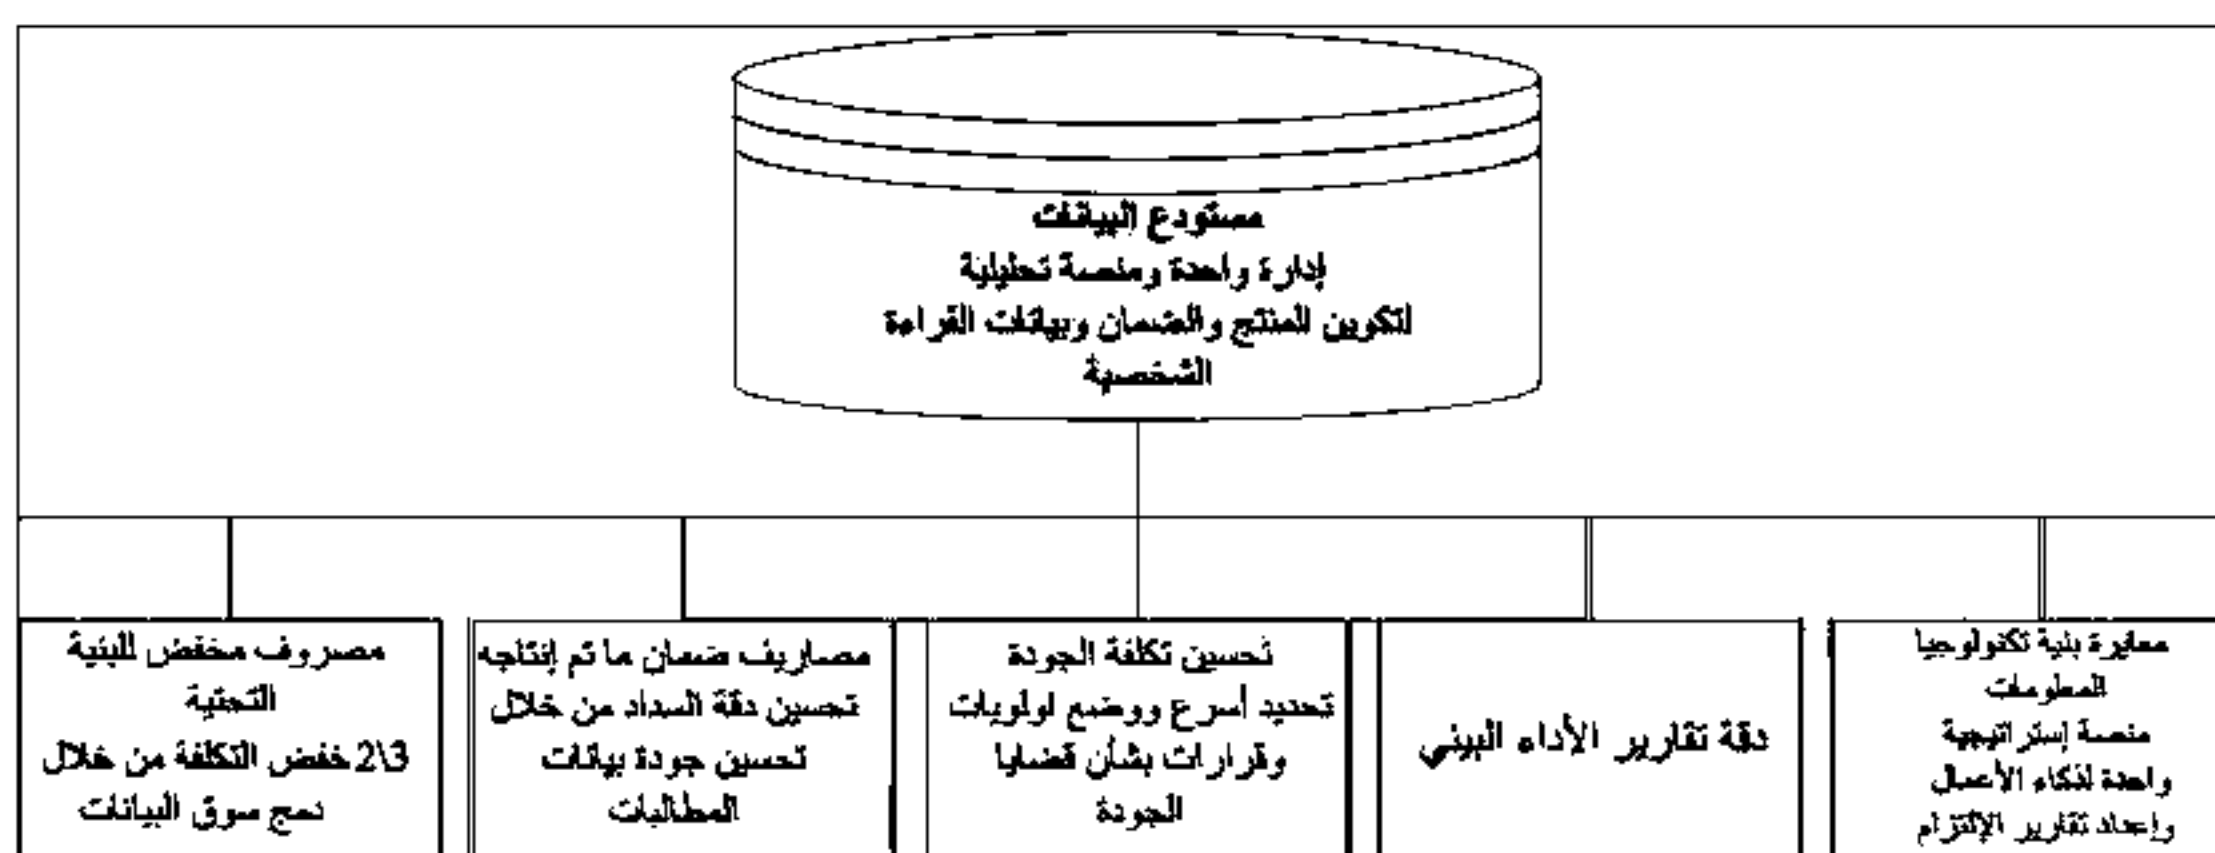 مستودع البيانات
إدارة واحدة ومنصة تحليلية
لتكوين المنتج والضمان وبيانات القراءة
الشخصية
معايرة بنية تكنولوجيا
المعلومات
منصة إستراتيجية
واحدة لذكاء الأعمال
وإعداد تقارير الإلتزام
دقة تقارير الأداء البيئي
تحسين تكلفة الجودة
تحديد أسرع ووضع اولويات
وقرارات بشأن قضايا
الجودة
مصاريف ضمان ما تم إنتاجه
تحسين دقة السداد من خلال
تحسين جودة بيانات
المطالبات
مصروف مخفض للبنية
التحتية
2\3 خفض التكلفة من خلال
دمج سوق البيانات